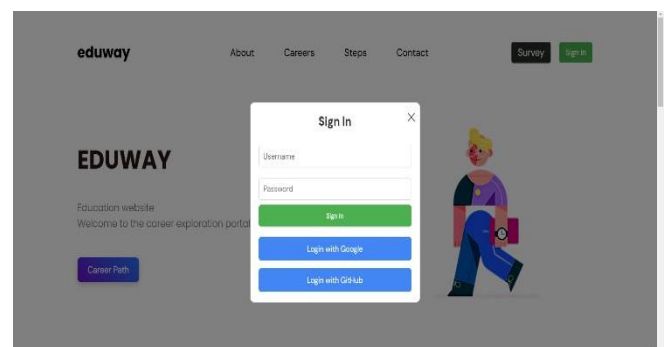 eduway
About Careers Steps Contact
Survey Sign In
Sign In
Username
Password
Sign In
Login with Google
Login with GitHub
EDUWAY
Education website
Welcome to the career exploration portal
Career Path